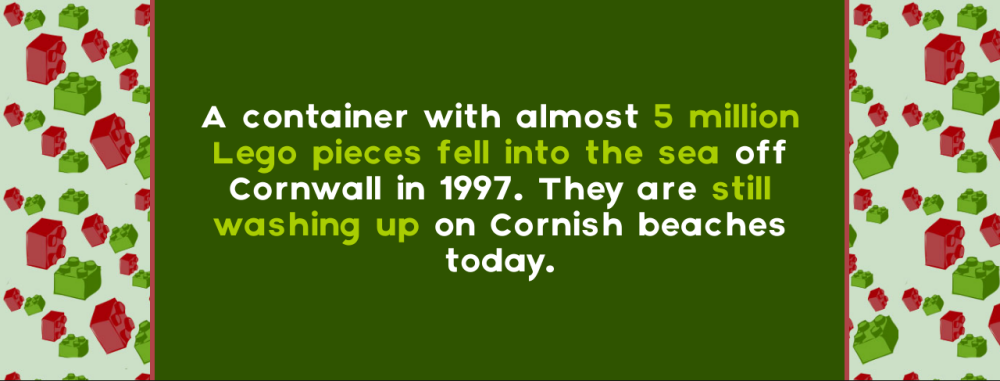 A container with almost 5 million
Lego pieces fell into the sea off
Cornwall in 1997. They are still
washing up on Cornish beaches
today.